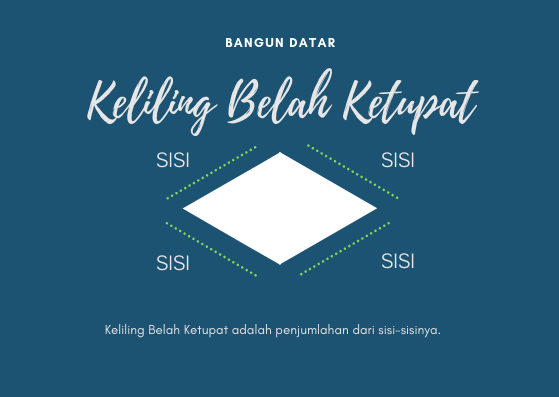 BANGUN DATAR
Keliling Belah Ketupat
SISI SISI
SISI SISI
Keliling Belah Ketupat adalah penjumlahan dari sisi-sisinya.